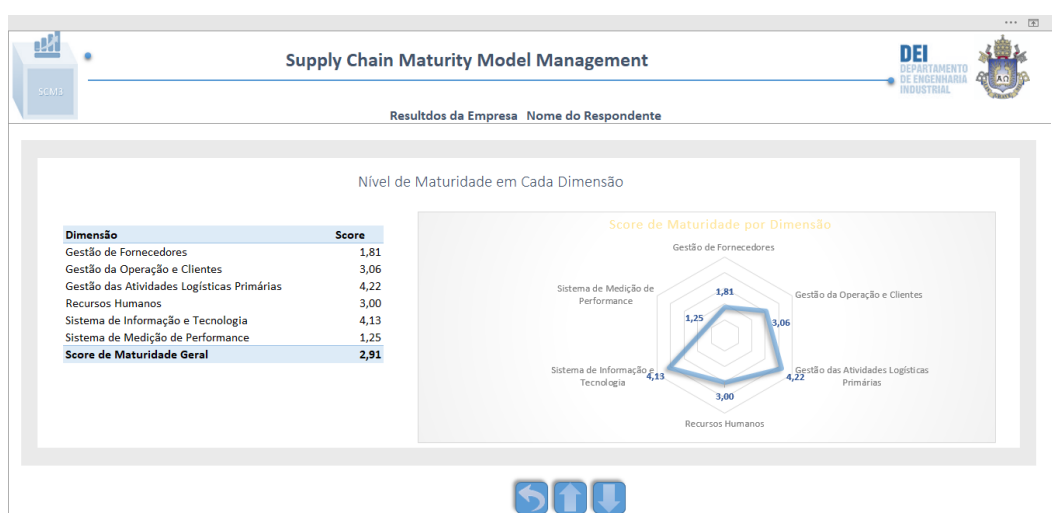 SCM3
Supply Chain Maturity Model Management
DEI
DEPARTAMENTO
DE ENGENHARIA
INDUSTRIAL
ΑΩ
Resultdos da Empresa Nome do Respondente
Nível de Maturidade em Cada Dimensão
Dimensão Score
Gestão de Fornecedores 1,81
Gestão da Operação e Clientes 3,06
Gestão das Atividades Logísticas Primárias 4,22
Recursos Humanos 3,00
Sistema de Informação e Tecnologia 4,13
Sistema de Medição de Performance 1,25
Score de Maturidade Geral 2,91
Score de Maturidade por Dimensão
Gestão de Fornecedores
1,81
Gestão da Operação e Clientes
3,06
Gestão das Atividades Logísticas
Primárias
4,22
Recursos Humanos
3,00
Sistema de Informação e
Tecnologia
4,13
Sistema de Medição de
Performance
1,25